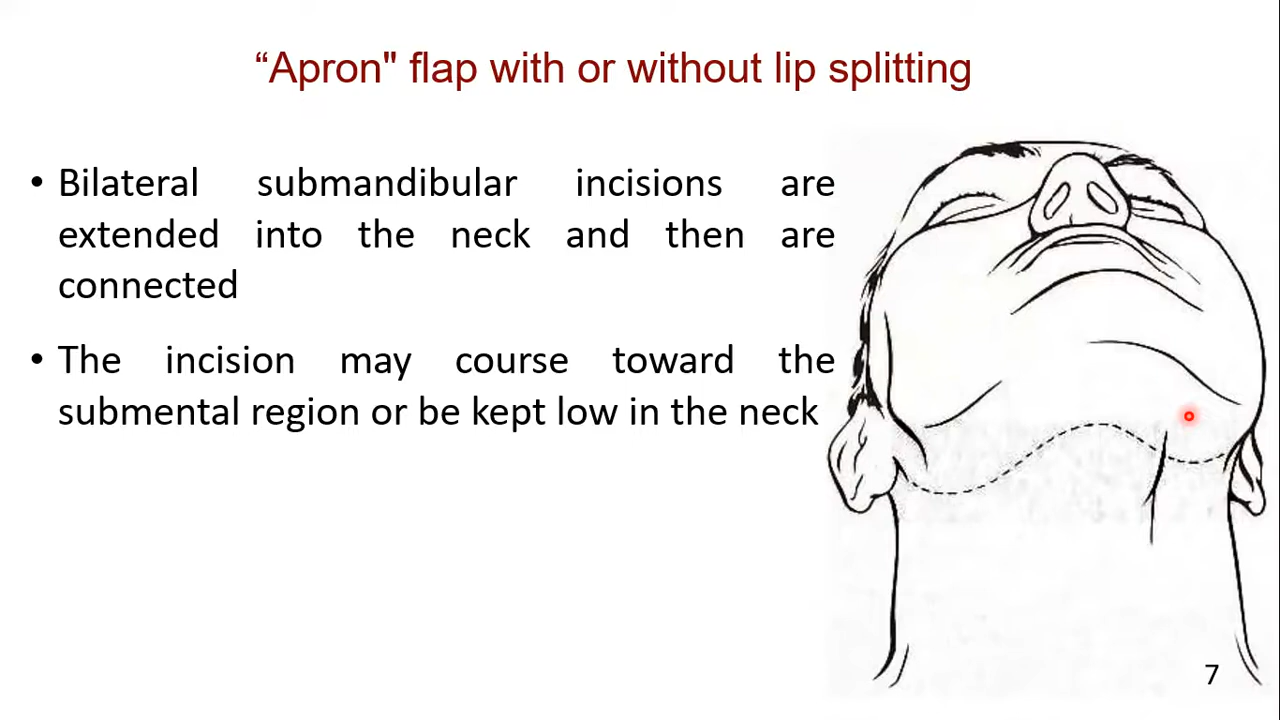 “Apron" flap with or without lip splitting
• Bilateral submandibular incisions are
extended into the neck and then are
connected
• The incision may course toward the
submental region or be kept low in the neck
7